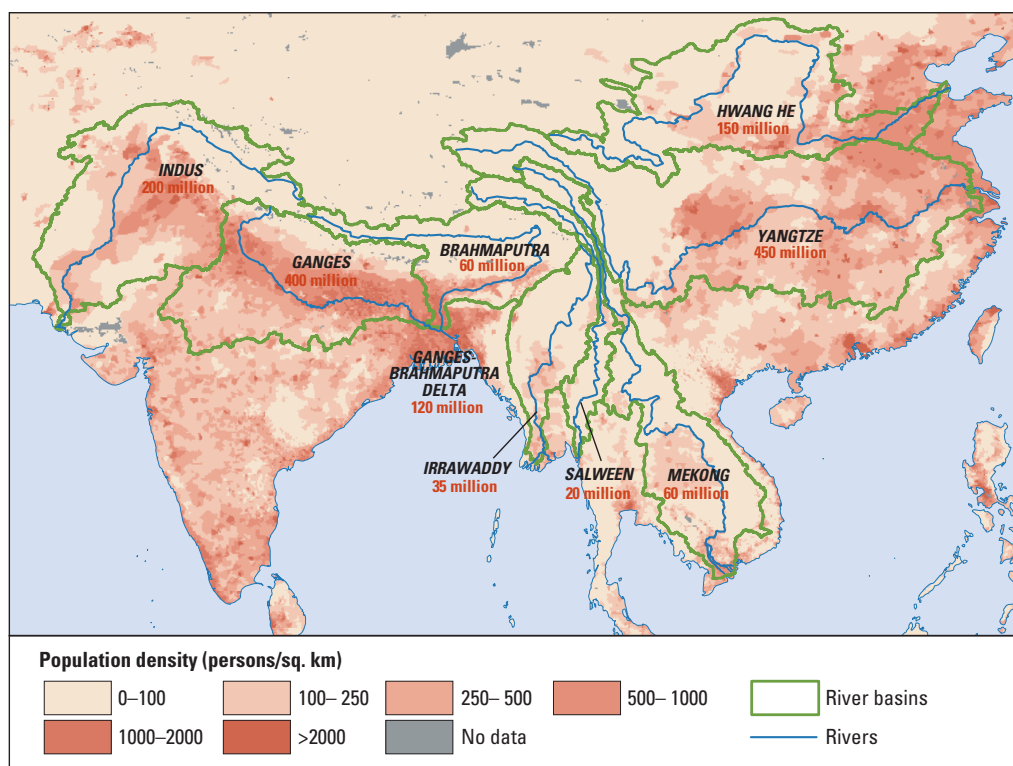 HWANG HE
150 million
INDUS
200 million
YANGTZE
450 million
BRAHMAPUTRA
60 million
GANGES
400 million
GANGES-
BRAHMAPUTRA
DELTA
120 million
IRRAWADDY
35 million
SALWEEN
20 million
MEKONG
60 million
Population density (persons/sq. km)
0–100
100– 250
250– 500
500– 1000
River basins
1000–2000
>2000
No data
Rivers